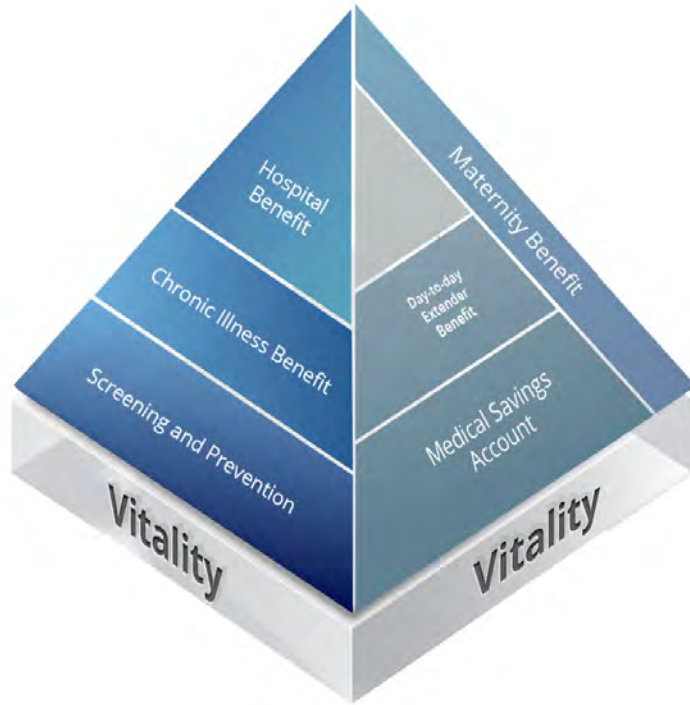 Hospital
Benefit
Chronic Illness Benefit
Screening and Prevention
Vitality
Maternity Benefit
Day-to-day
Extender
Benefit
Medical Savings
Account
Vitality